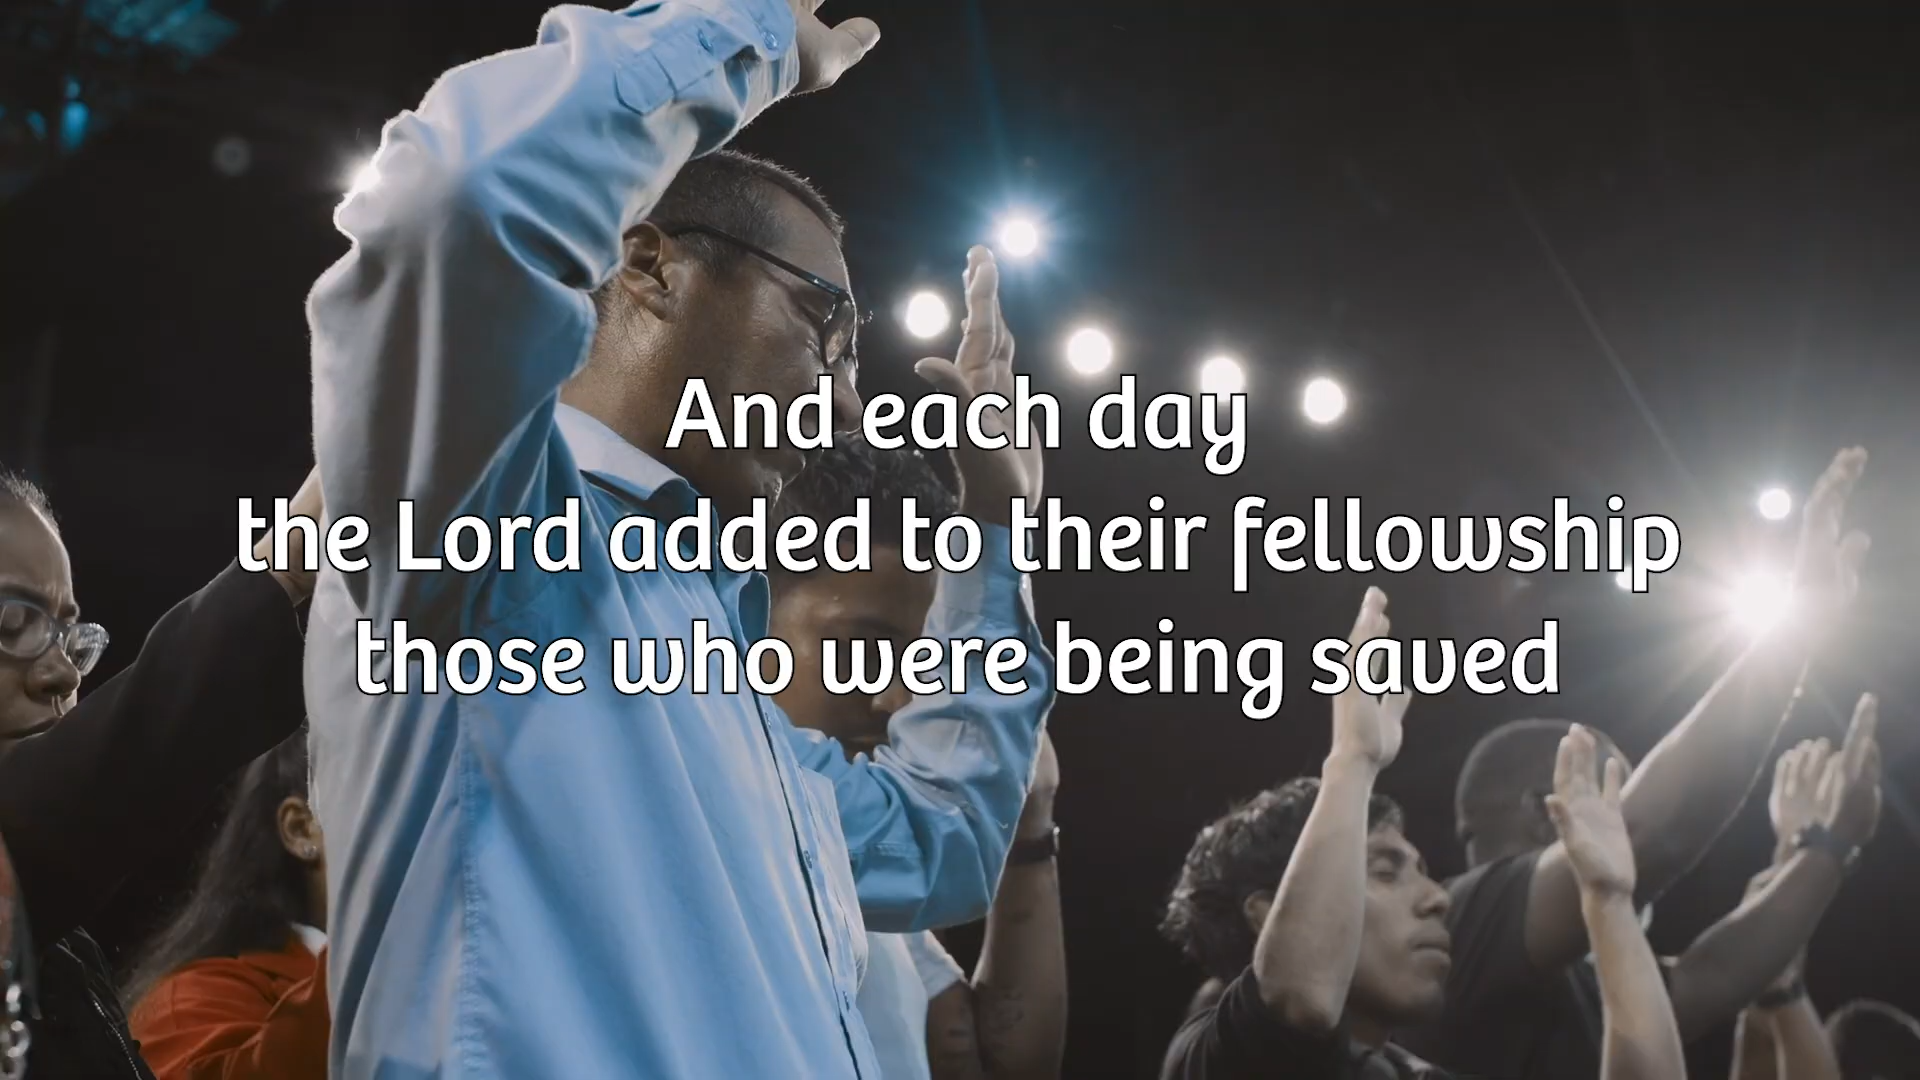 And each day
the Lord added to their fellowship
those who were being saved